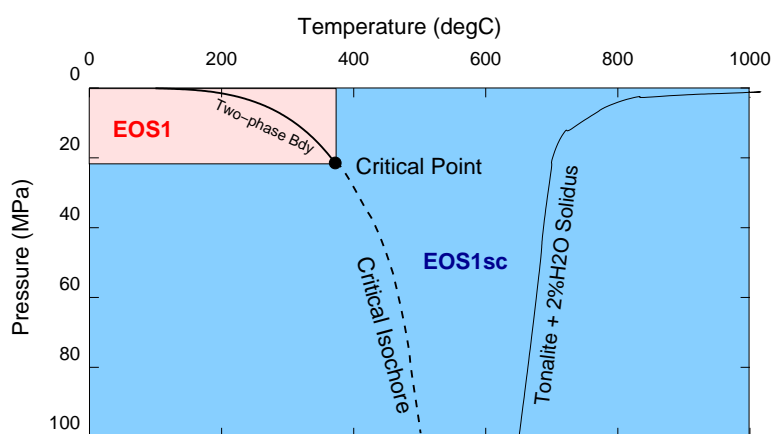 Temperature (degC)
0 200 400 600 800 1000
0
20
40
60
80
100
Pressure (MPa)
EOS1
Two-phase Bdy
Critical Point
EOS1sc
Critical Isochore
Tonalite + 2%H2O Solidus